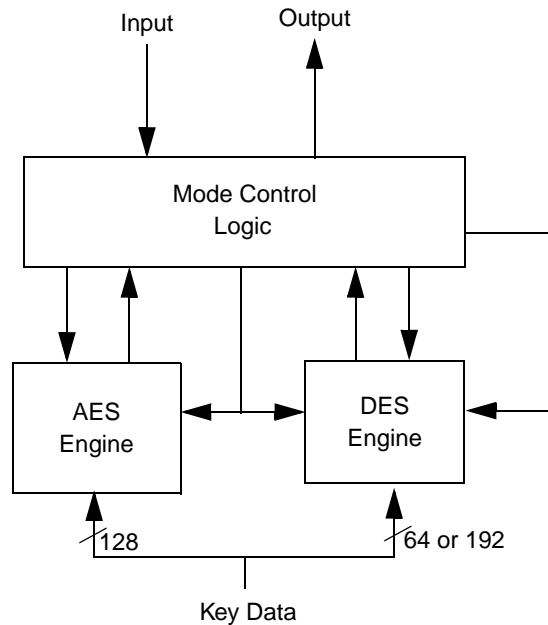 Input
Output
Mode Control
Logic
AES
Engine
DES
Engine
128
64 or 192
Key Data